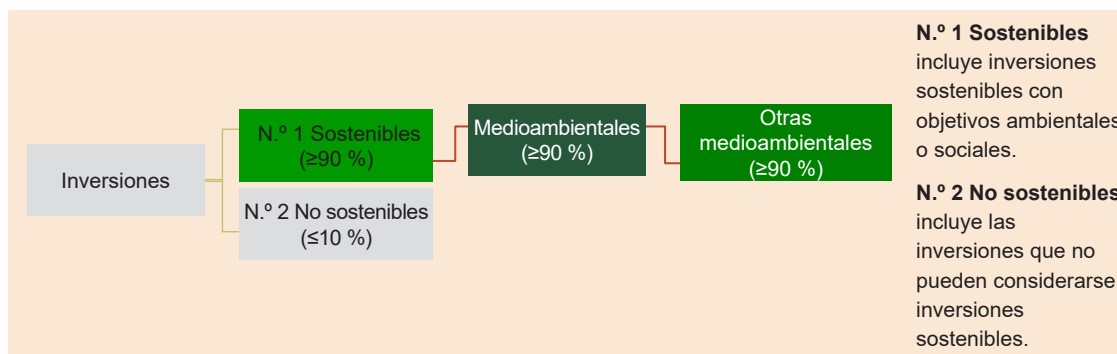 Inversiones
N.º 1 Sostenibles
(≥90 %)
N.º 2 No sostenibles
(≤10 %)
Medioambientales
(≥90 %)
Otras
medioambientales
(≥90 %)
N.º 1 Sostenibles
incluye inversiones
sostenibles con
objetivos ambientales
o sociales.
N.º 2 No sostenibles
incluye las
inversiones que no
pueden considerarse
inversiones
sostenibles.